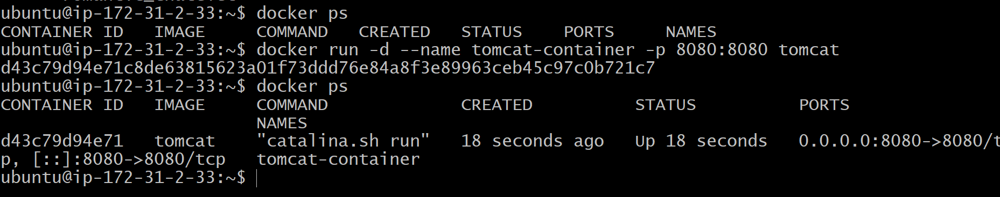 ubuntu@ip-172-31-2-33:~$ docker ps
CONTAINER ID   IMAGE     COMMAND   CREATED   STATUS    PORTS     NAMES
ubuntu@ip-172-31-2-33:~$ docker run -d --name tomcat-container -p 8080:8080 tomcat
d43c79d94e71c8de63815623a01f73ddd76e84a8f3e89963ceb45c97c0b721c7
ubuntu@ip-172-31-2-33:~$ docker ps
CONTAINER ID   IMAGE     COMMAND             CREATED          STATUS          PORTS
                         NAMES
d43c79d94e71   tomcat    "catalina.sh run"   18 seconds ago   Up 18 seconds   0.0.0.0:8080->8080/t
p, [::]:8080->8080/tcp   tomcat-container
ubuntu@ip-172-31-2-33:~$